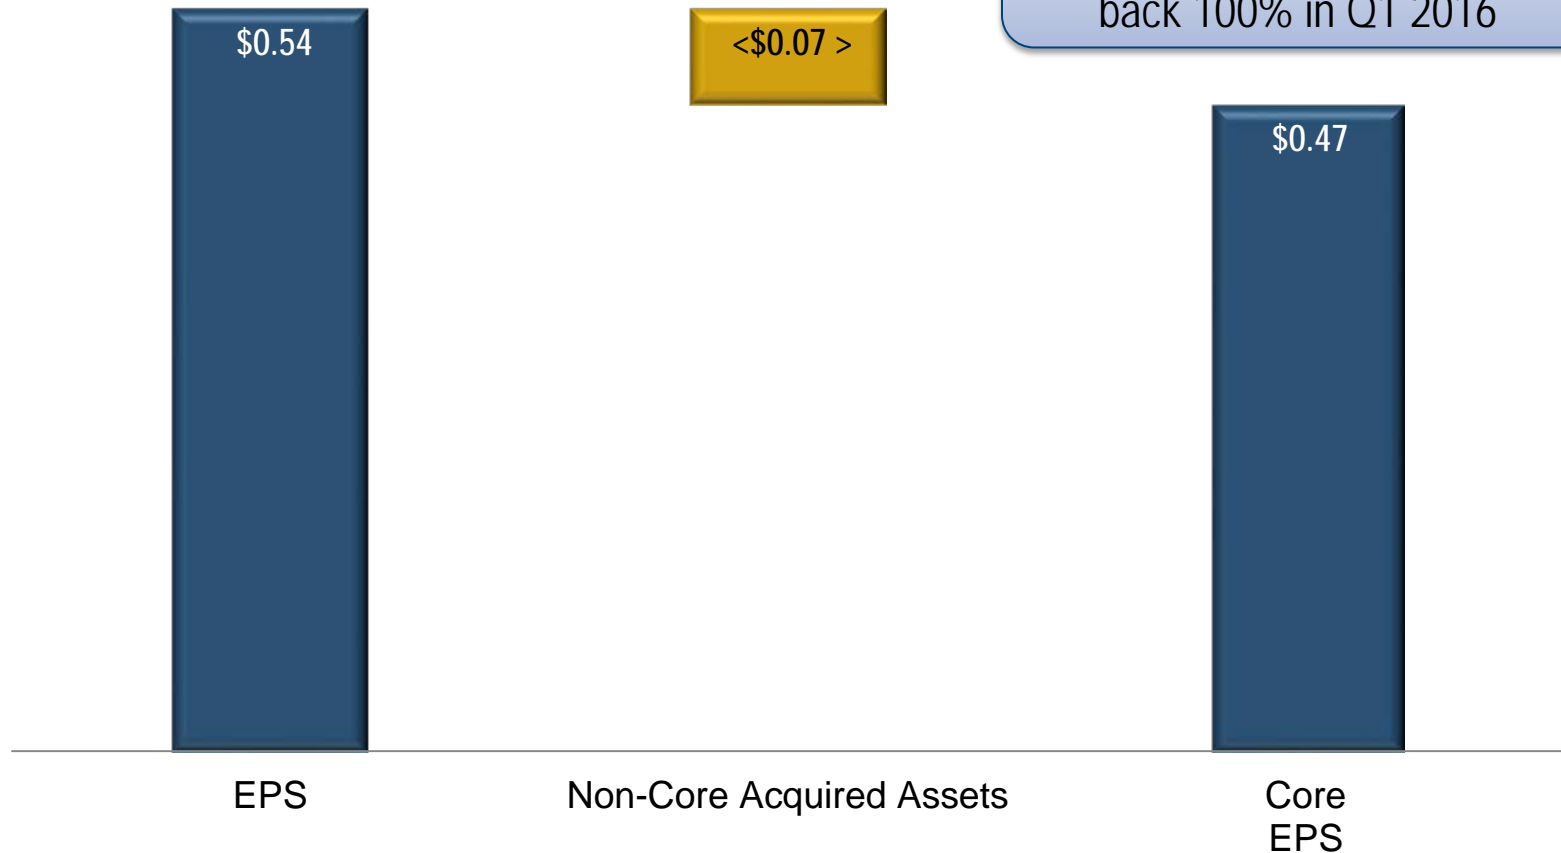 back 100% in Q1 2016
$0.54
<$0.07 >
$0.47
EPS
Non-Core Acquired Assets
Core
EPS